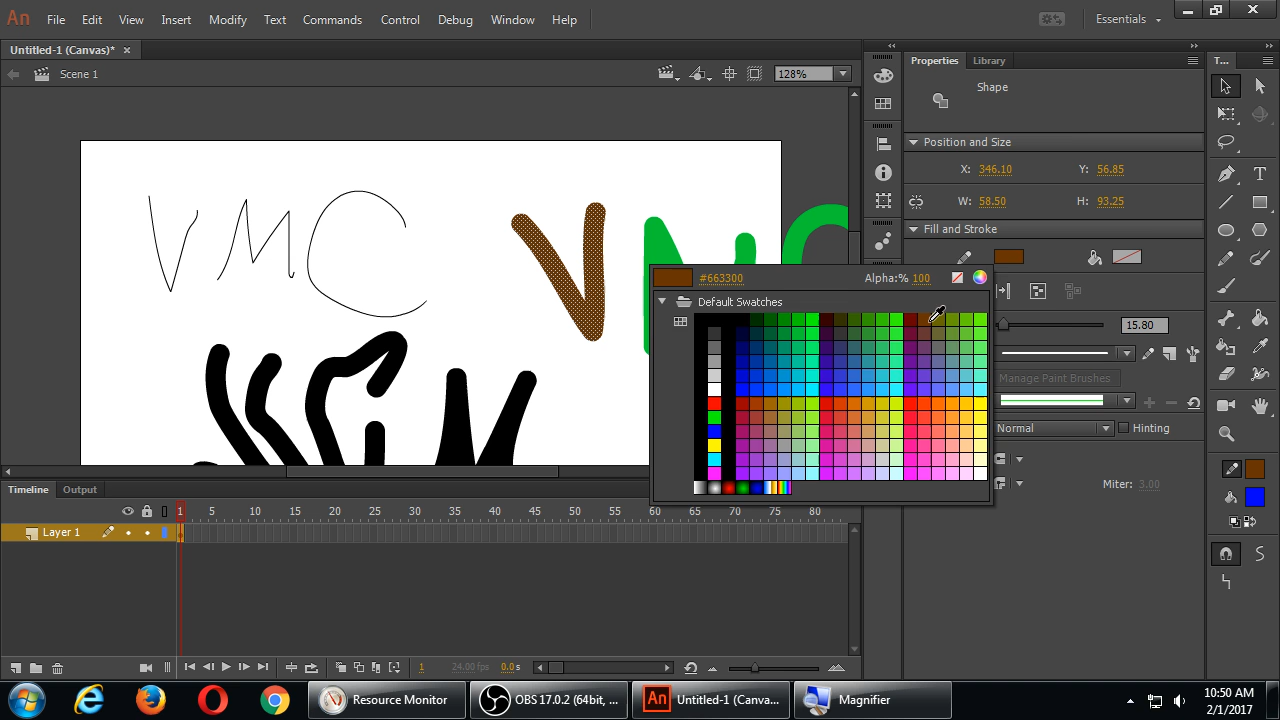 An File Edit View Insert Modify Text Commands Control Debug Window Help Essentials
Untitled-1 (Canvas)* ×
Scene 1 128%
Properties Library T...
Shape
Position and Size
X: 346.10 Y: 56.85
W: 58.50 H: 93.25
Fill and Stroke
VMC V
#663300 Alpha:% 100
Default Swatches
15.80
Manage Paint Brushes
Normal Hinting
Miter: 3.00
Timeline Output
1 5 10 15 20 25 30 35 40 45 50 55 60 65 70 75 80
Layer 1
1 24.00 fps 0.0 s
Resource Monitor OBS 17.0.2 (64bit, ... An Untitled-1 (Canva... Magnifier
10:50 AM
2/1/2017